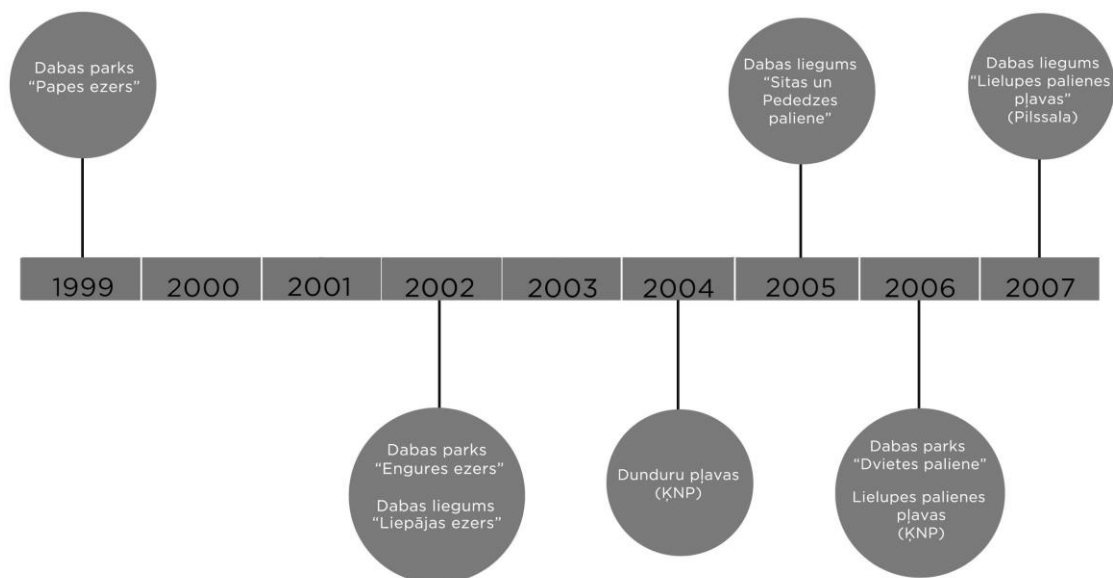 Dabas parks
“Papes ezers”
Dabas liegums
“Sitas un
Pededzes
paliene”
Dabas liegums
“Lielupes palienes
pļavas”
(Pilssala)
1999
2000
2001
2002
2003
2004
2005
2006
2007
Dabas parks
“Engures ezers”
Dabas liegums
“Liepājas ezers”
Dunduru pļavas
(ĶNP)
Dabas parks
“Dvietes paliene”
Lielupes palienes
pļavas
(ĶNP)